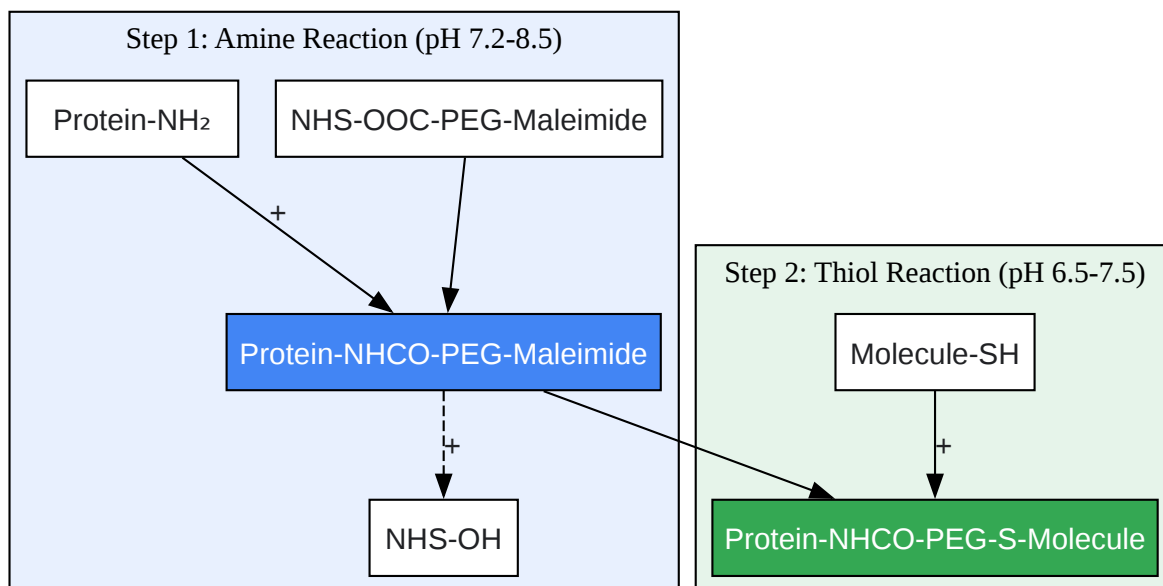 Step 1: Amine Reaction (pH 7.2-8.5)
Protein-NH₂
NHS-OOC-PEG-Maleimide
+
Protein-NHCO-PEG-Maleimide
+
NHS-OH
Step 2: Thiol Reaction (pH 6.5-7.5)
Molecule-SH
+
Protein-NHCO-PEG-S-Molecule